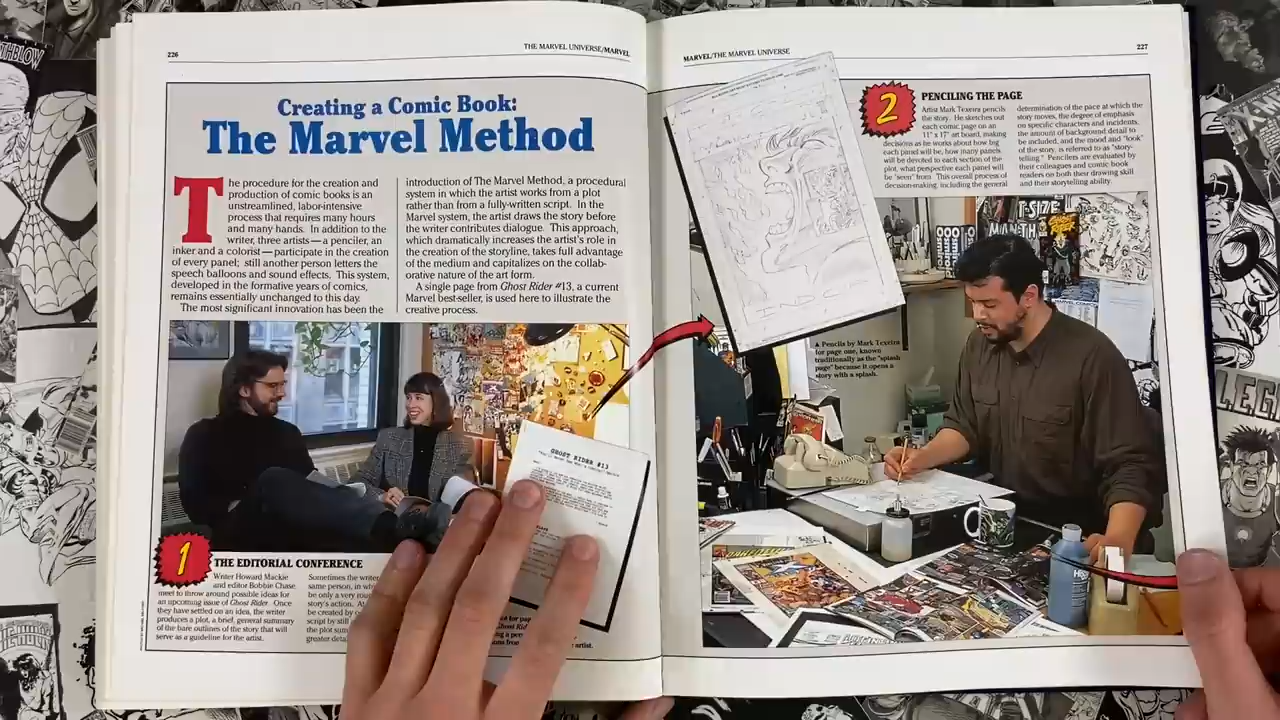 226
THE MARVEL UNIVERSE/MARVEL
Creating a Comic Book:
The Marvel Method
The procedure for the creation and
production of comic books is an
unstreamlined, labor-intensive
process that requires many hours
and many hands. In addition to the
writer, three artists—a penciler, an
inker and a colorist—participate in the creation
of every panel; still another person letters the
speech balloons and sound effects. This system,
developed in the formative years of comics,
remains essentially unchanged to this day.
The most significant innovation has been the
introduction of The Marvel Method, a procedural
system in which the artist works from a plot
rather than from a fully-written script. In the
Marvel system, the artist draws the story before
the writer contributes dialogue. This approach,
which dramatically increases the artist's role in
the creation of the storyline, takes full advantage
of the medium and capitalizes on the collab-
orative nature of the art form.
A single page from Ghost Rider #13, a current
Marvel best-seller, is used here to illustrate the
creative process.
GHOST RIDER #13
1
THE EDITORIAL CONFERENCE
Writer Howard Mackie
and editor Bobbie Chase
meet to throw around possible ideas for
an upcoming issue of Ghost Rider. Once
they have settled on an idea, the writer
produces a plot, a brief, general summary
of the bare outlines of the story that will
serve as a guideline for the artist.
Sometimes the writer
same person, in
be only a very
story's action.
be created by
script by still
the plot
greater
artist.
MARVEL/THE MARVEL UNIVERSE
227
2
PENCILING THE PAGE
Artist Mark Texeira pencils
the story. He sketches out
each comic page on an
11" x 17" art board, making
decisions as he works about how big
each panel will be, how many panels
will be devoted to each section of the
plot, what perspective each panel will
be "seen" from. This overall process of
decision-making, including the general
determination of the pace at which the
story moves, the degree of emphasis
on specific characters and incidents,
the amount of background detail to
be included, and the mood and "look"
of the story, is referred to as "story-
telling." Pencilers are evaluated by
their colleagues and comic book
readers on both their drawing skill
and their storytelling ability.
T-SIZE
MAN-TH
▲ Pencils by Mark Texeira
for page one, known
traditionally as the "splash
page" because it opens a
story with a splash.